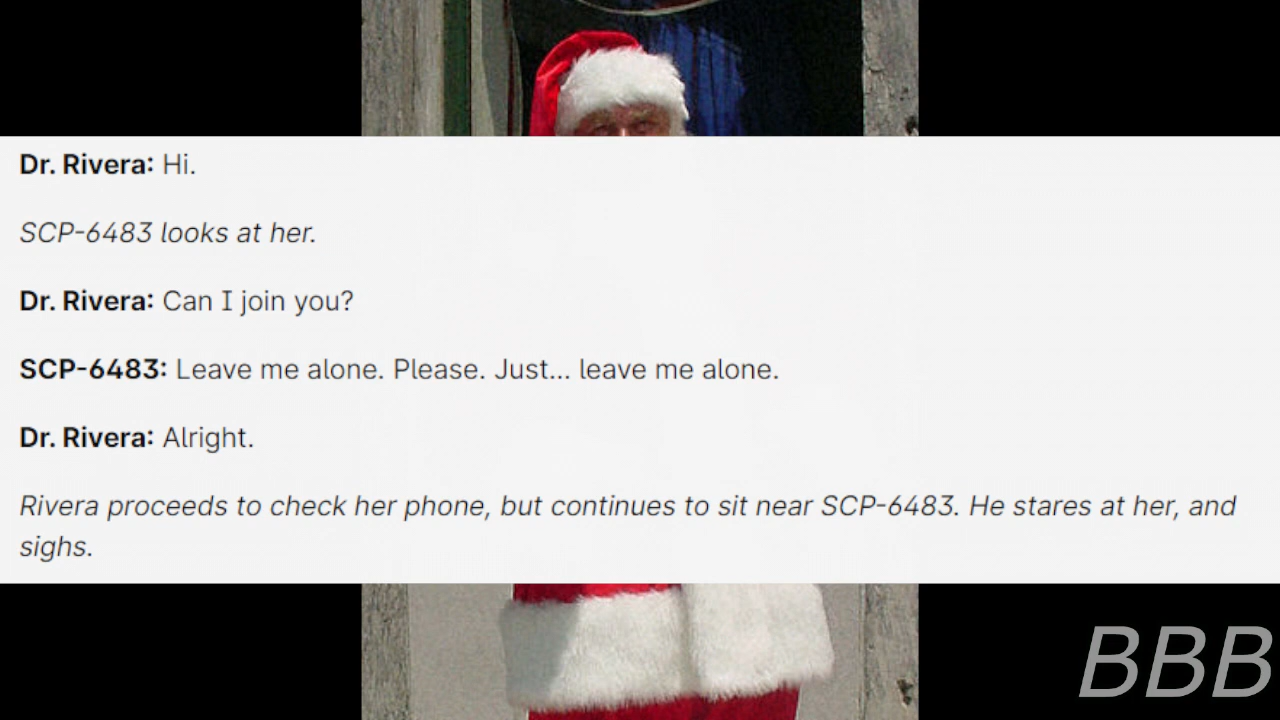 Dr. Rivera: Hi.
SCP-6483 looks at her.
Dr. Rivera: Can I join you?
SCP-6483: Leave me alone. Please. Just... leave me alone.
Dr. Rivera: Alright.
Rivera proceeds to check her phone, but continues to sit near SCP-6483. He stares at her, and
sighs.
BBB